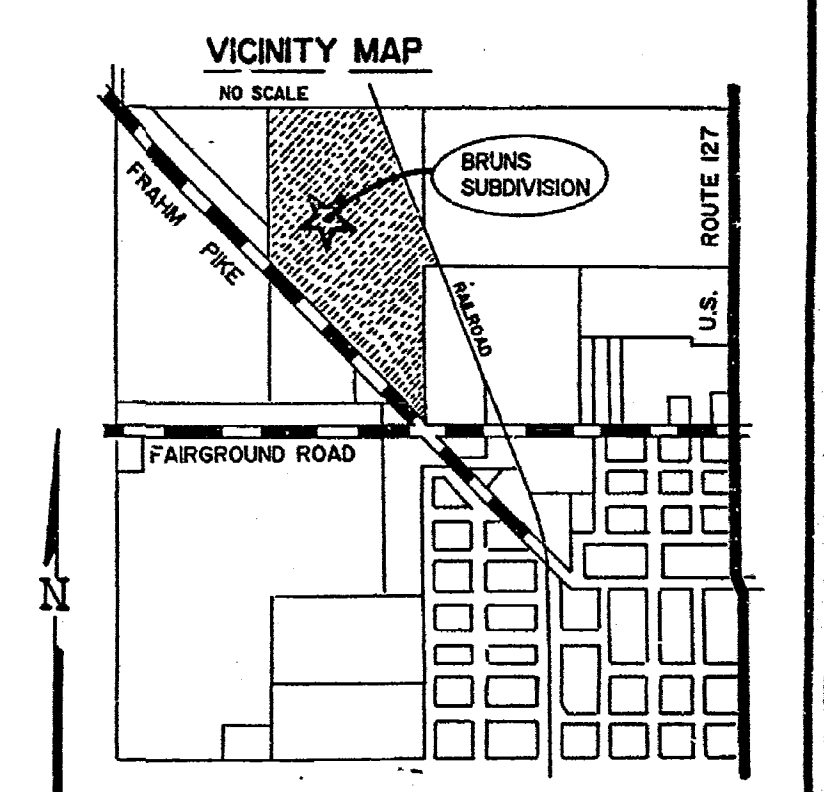 VICINITY MAP
NO SCALE
BRUNS
SUBDIVISION
U.S. ROUTE 127
FRAHM PIKE
RAILROAD
FAIRGROUND ROAD
N